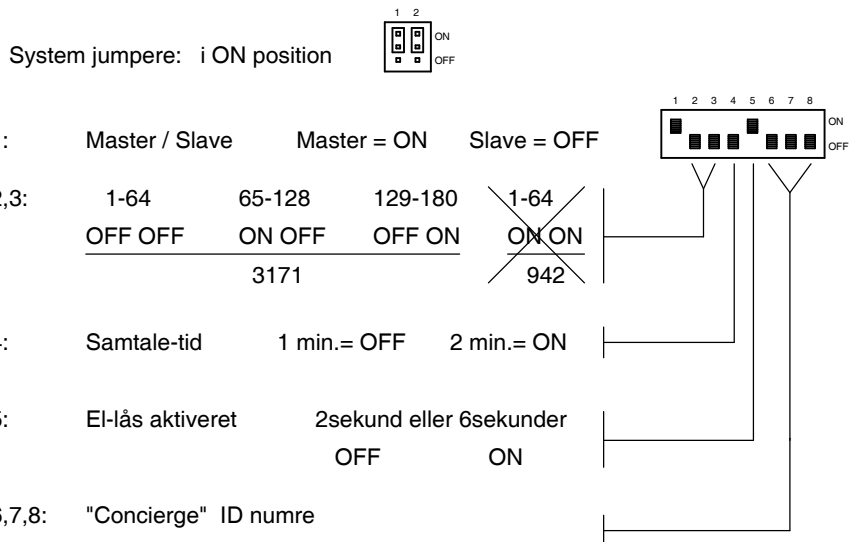 1 2
System jumpere: i ON position
ON
OFF
1 2 3 4 5 6 7 8
ON
OFF
: Master / Slave Master = ON Slave = OFF
,3: 1-64 65-128 129-180 1-64
OFF OFF ON OFF OFF ON ON ON
3171 942
: Samtale-tid 1 min.= OFF 2 min.= ON
: El-lås aktiveret 2sekund eller 6sekunder
OFF ON
,7,8: "Concierge" ID numre